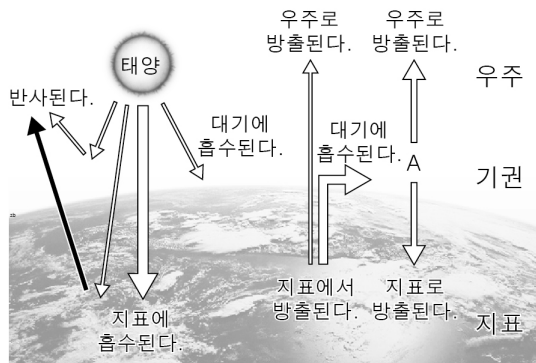 태양
반사된다.
대기에
흡수된다.
지표에
흡수된다.
우주로
방출된다.
우주로
방출된다.
대기에
흡수된다.
A
지표에서
방출된다.
지표로
방출된다.
우주
기권
지표